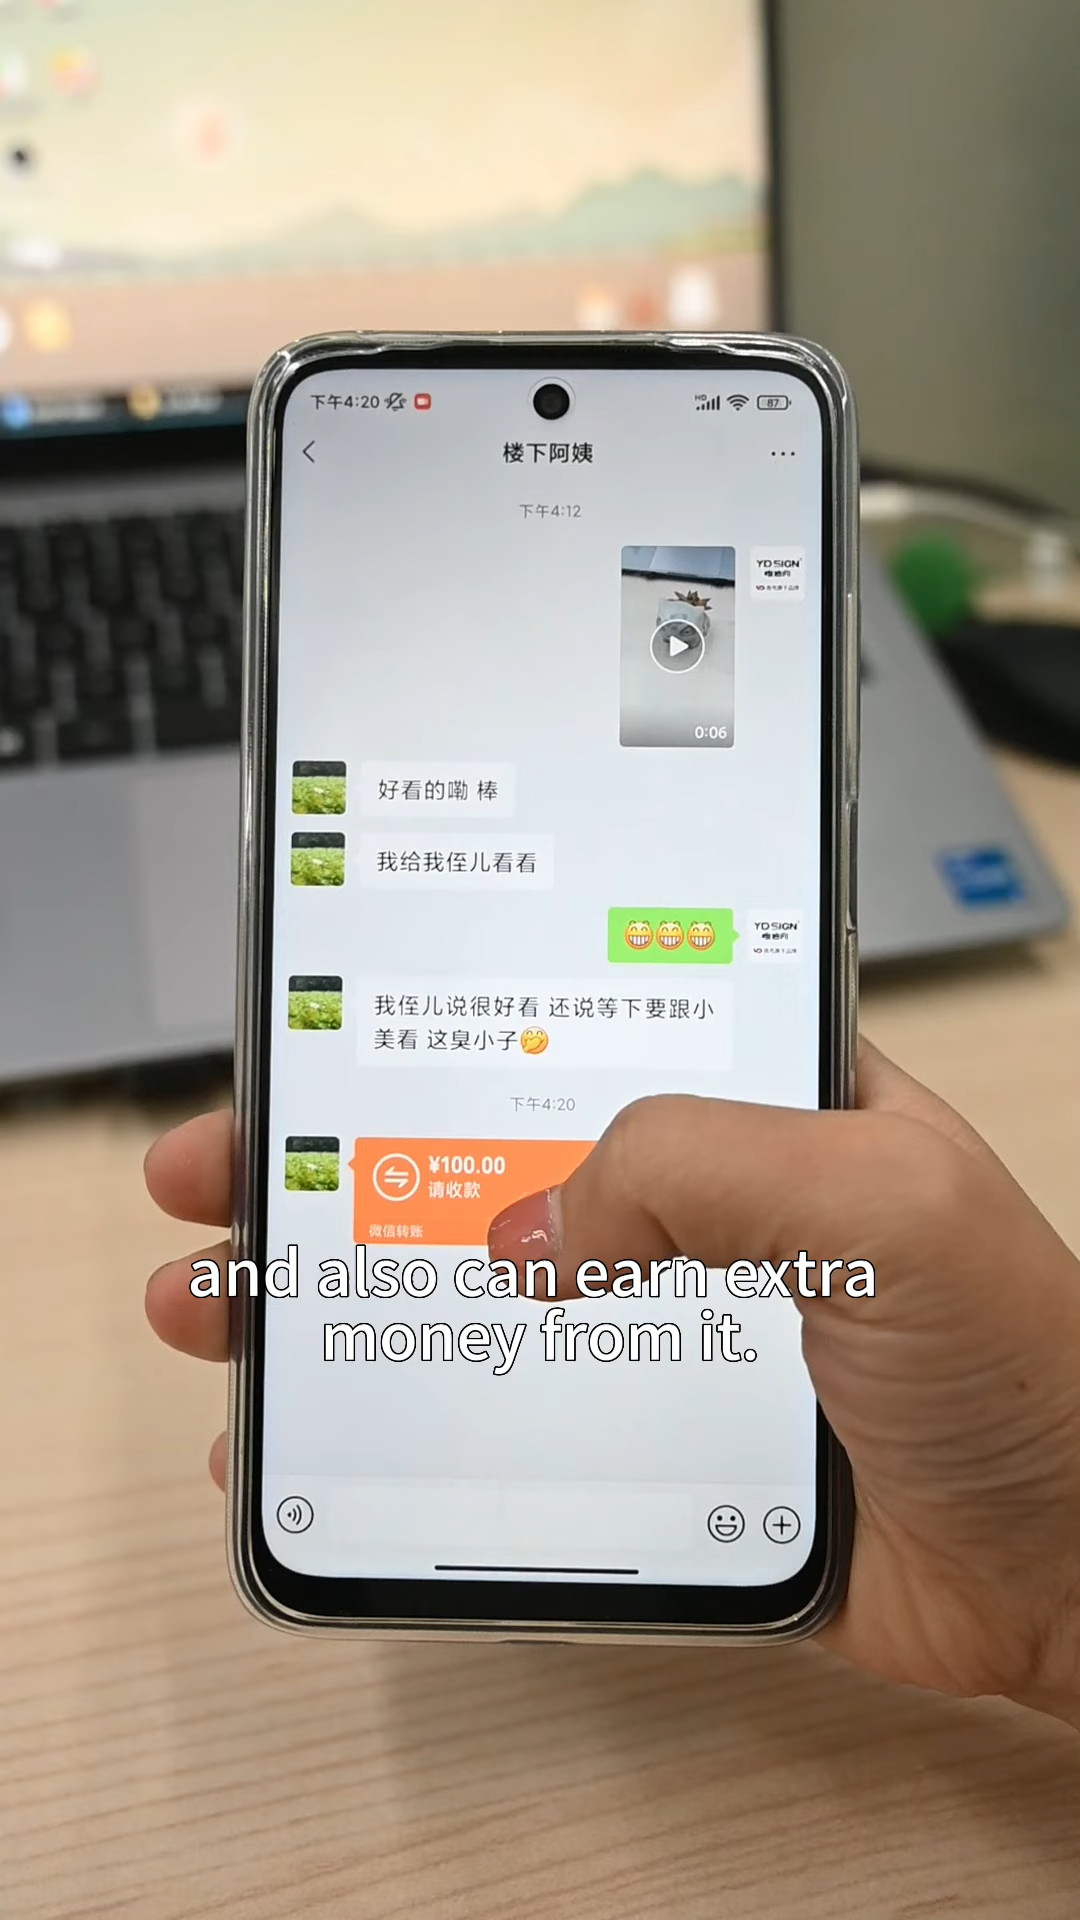 下午4:20
HD
87
楼下阿姨
下午4:12
YD SIGN
0:06
好看的嘞 棒
我给我侄儿看看
YD SIGN
我侄儿说很好看 还说等下要跟小
美看 这臭小子
下午4:20
¥100.00
请收款
微信转账
and also can earn extra
money from it.